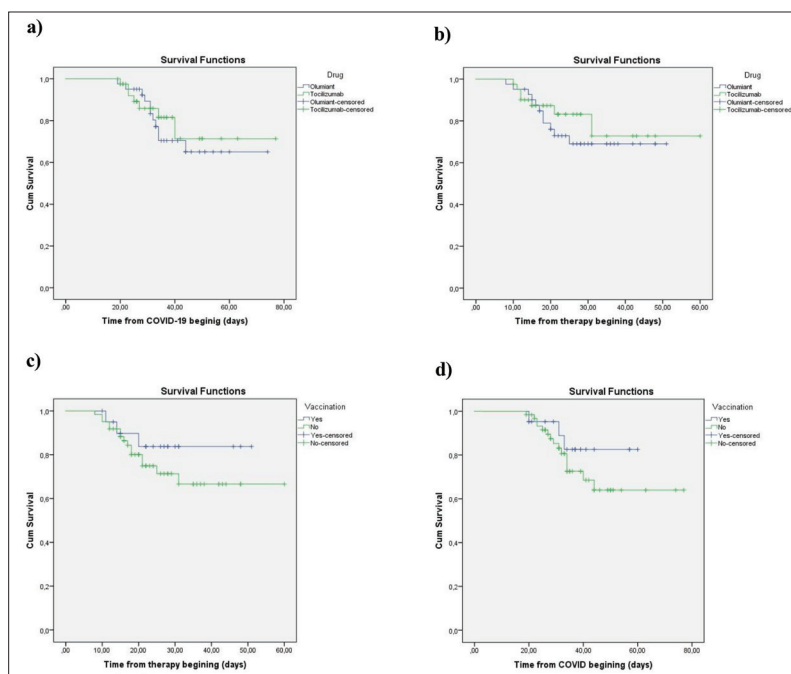 a)
Survival Functions
Cum Survival
1,0
0,8
0,6
0,4
0,2
0,0
,00 20,00 40,00 60,00 80,00
Time from COVID-19 beginig (days)
Drug
Olumiant
Tocilizumab
Olumiant-censored
Tocilizumab-censored
b)
Survival Functions
Cum Survival
1,0
0,8
0,6
0,4
0,2
0,0
,00 10,00 20,00 30,00 40,00 50,00 60,00
Time from therapy begining (days)
Drug
Olumiant
Tocilizumab
Olumiant-censored
Tocilizumab-censored
c)
Survival Functions
Cum Survival
1,0
0,8
0,6
0,4
0,2
0,0
,00 10,00 20,00 30,00 40,00 50,00 60,00
Time from therapy begining (days)
Vaccination
Yes
No
Yes-censored
No-censored
d)
Survival Functions
Cum Survival
1,0
0,8
0,6
0,4
0,2
0,0
,00 20,00 40,00 60,00 80,00
Time from COVID begining (days)
Vaccination
Yes
No
Yes-censored
No-censored